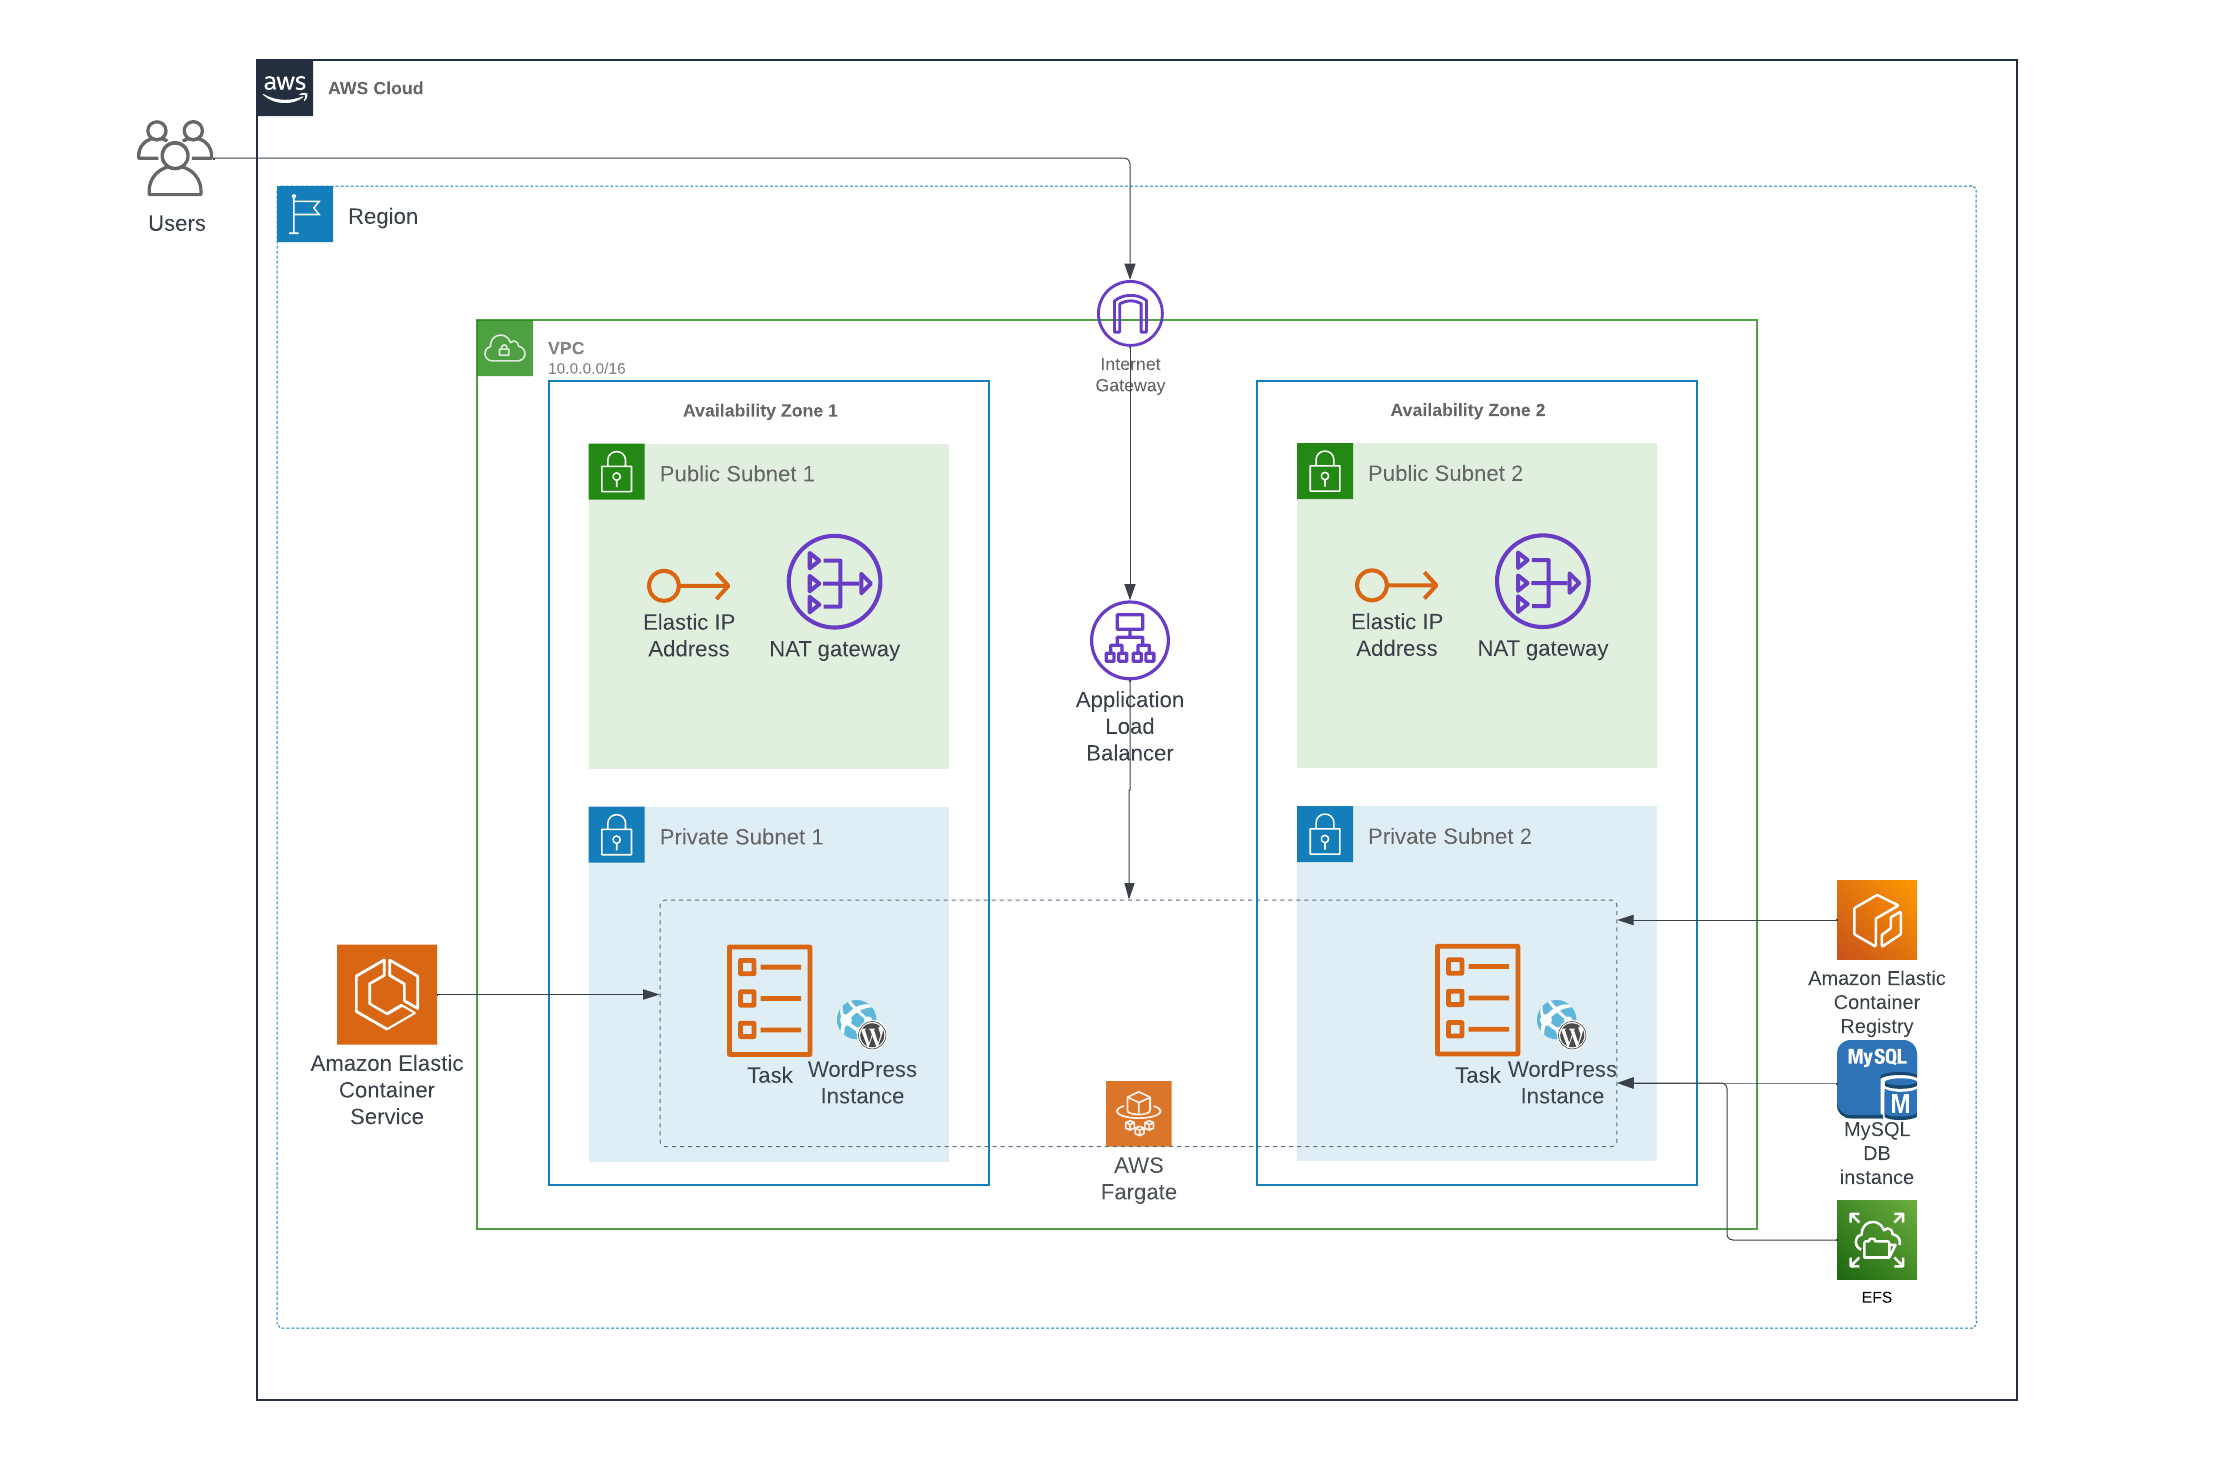 aws
AWS Cloud
Users
Region
VPC
10.0.0.0/16
Internet
Gateway
Availability Zone 1
Availability Zone 2
Public Subnet 1
Public Subnet 2
Elastic IP
Address
NAT gateway
Elastic IP
Address
NAT gateway
Application
Load
Balancer
Private Subnet 1
Private Subnet 2
Amazon Elastic
Container
Service
Task
W
WordPress
Instance
AWS
Fargate
Task
W
WordPress
Instance
Amazon Elastic
Container
Registry
MySQL
M
MySQL
DB
instance
EFS